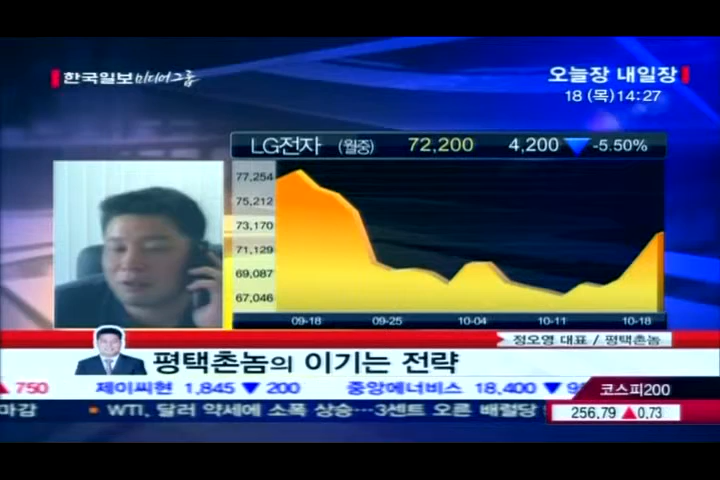 한국일보 미디어그룹
오늘장 내일장
18 (목) 14:27
LG전자 (월중) 72,200 4,200 ▼ -5.50%
77,254
75,212
73,170
71,129
69,087
67,046
09-18 09-25 10-04 10-11 10-18
정오영 대표 / 평택촌놈
평택촌놈의 이기는 전략
▲ 750 제이씨현 1,845 ▼ 200 중앙에너비스 18,400 ▼
코스피200
마감 • WTI, 달러 약세에 소폭 상승...3센트 오른 배럴당
256.79 ▲ 0.73